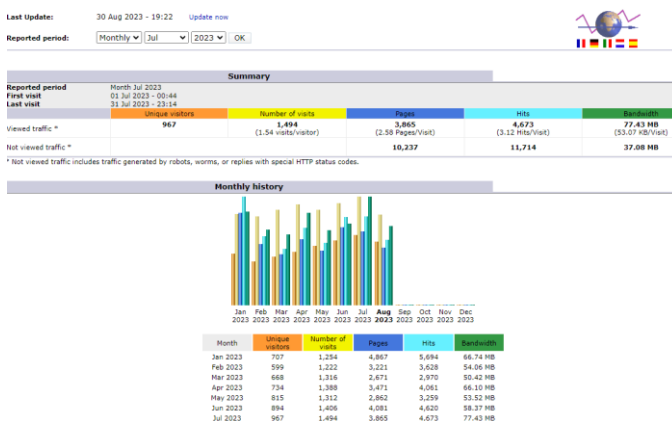 Last Update: 30 Aug 2023 - 19:22 Update now
Reported period: Monthly Jul 2023 OK
Summary
Reported period Month Jul 2023
First visit 01 Jul 2023 - 00:44
Last visit 31 Jul 2023 - 23:14
Unique visitors Number of visits Pages Hits Bandwidth
Viewed traffic * 967 1,494 3,865 4,673 77.43 MB
(1.54 visits/visitor) (2.58 Pages/Visit) (3.12 Hits/Visit) (53.07 KB/Visit)
Not viewed traffic * 10,237 11,714 37.08 MB
* Not viewed traffic includes traffic generated by robots, worms, or replies with special HTTP status codes.
Monthly history
Jan Feb Mar Apr May Jun Jul Aug Sep Oct Nov Dec
2023 2023 2023 2023 2023 2023 2023 2023 2023 2023 2023 2023
Month Unique visitors Number of visits Pages Hits Bandwidth
Jan 2023 707 1,254 4,867 5,694 66.74 MB
Feb 2023 599 1,222 3,221 3,628 54.06 MB
Mar 2023 668 1,316 2,671 2,970 50.42 MB
Apr 2023 734 1,388 3,471 4,061 66.10 MB
May 2023 815 1,312 2,862 3,259 53.52 MB
Jun 2023 894 1,406 4,081 4,620 58.37 MB
Jul 2023 967 1,494 3,865 4,673 77.43 MB